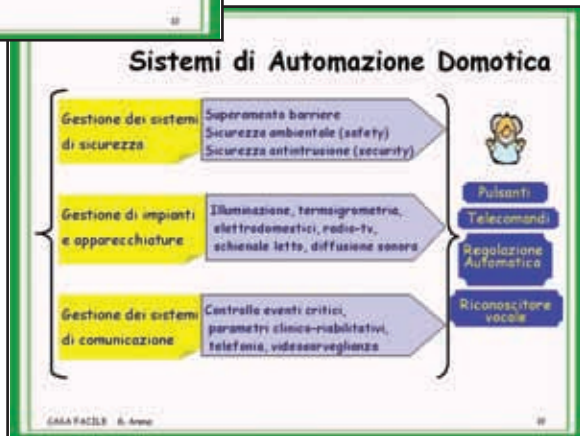 Sistemi di Automazione Domotica
Gestione dei sistemi
di sicurezza
Superamento barriere
Sicurezza ambientale (safety)
Sicurezza antintrusione (security)
Gestione di impianti
e apparecchiature
Illuminazione, termoigrometria,
elettrodomestici, radio-tv,
schienale letto, diffusione sonora
Gestione dei sistemi
di comunicazione
Controllo eventi critici,
parametri clinico-riabilitativi,
telefonia, videosorveglianza
Pulsanti
Telecomandi
Regolazione
Automatica
Riconoscitore
vocale
CASA FACILE